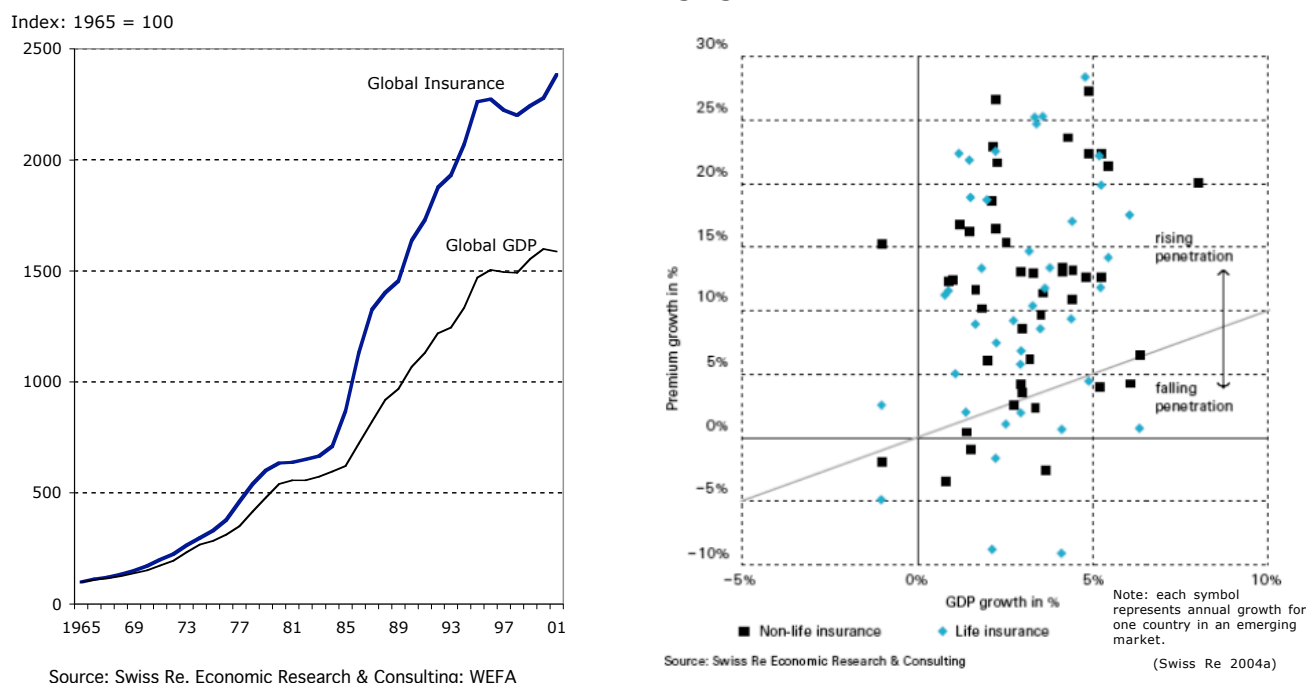 Index: 1965 = 100
2500
2000
1500
1000
500
0
Global Insurance
Global GDP
1965 69 73 77 81 85 89 93 97 01
Source: Swiss Re, Economic Research & Consulting; WEFA
30%
25%
20%
15%
10%
5%
0%
−5%
−10%
Premium growth in %
rising
penetration
falling
penetration
−5% 0% 5% 10%
GDP growth in %
Non-life insurance Life insurance
Source: Swiss Re Economic Research & Consulting
Note: each symbol
represents annual growth for
one country in an emerging
market.
(Swiss Re 2004a)